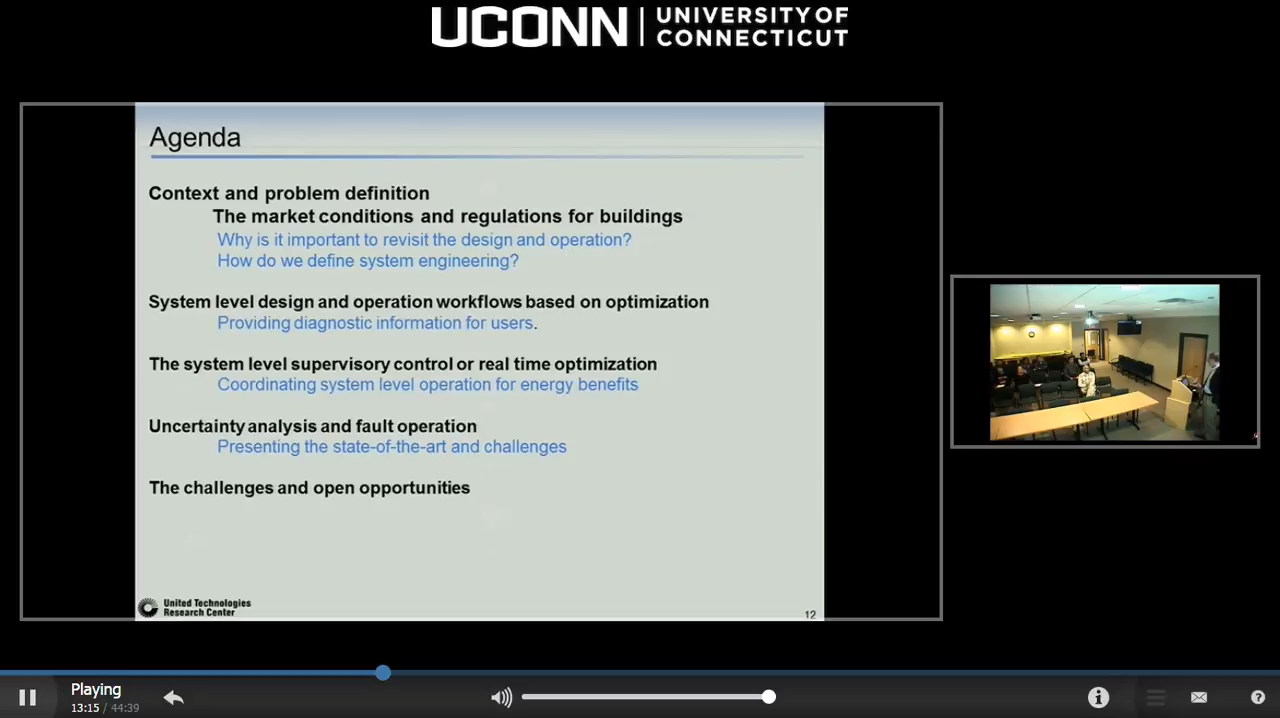 UCONN UNIVERSITY OF
CONNECTICUT
Agenda
Context and problem definition
The market conditions and regulations for buildings
Why is it important to revisit the design and operation?
How do we define system engineering?
System level design and operation workflows based on optimization
Providing diagnostic information for users.
The system level supervisory control or real time optimization
Coordinating system level operation for energy benefits
Uncertainty analysis and fault operation
Presenting the state-of-the-art and challenges
The challenges and open opportunities
United Technologies
Research Center
12
Playing
13:15 / 44:39